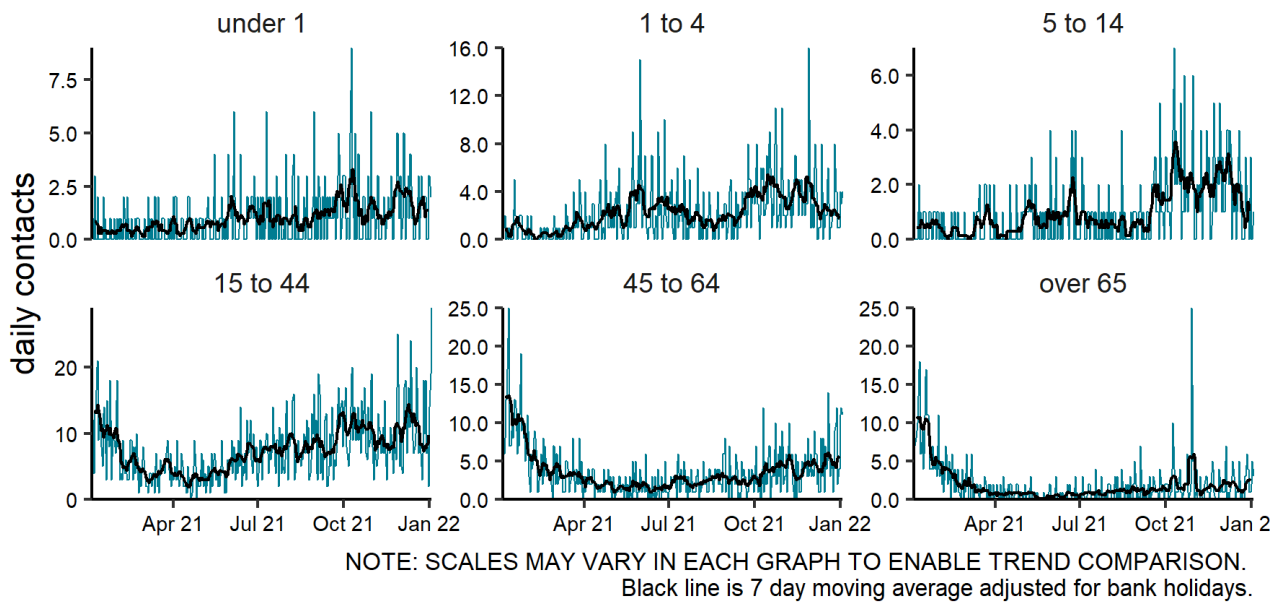 under 1
1 to 4
5 to 14
7.5
5.0
2.5
0.0
16.0
12.0
8.0
4.0
0.0
6.0
4.0
2.0
0.0
daily contacts
15 to 44
45 to 64
over 65
20
10
0
25.0
20.0
15.0
10.0
5.0
0.0
25.0
20.0
15.0
10.0
5.0
0.0
Apr 21 Jul 21 Oct 21 Jan 22
Apr 21 Jul 21 Oct 21 Jan 22
Apr 21 Jul 21 Oct 21 Jan 2
NOTE: SCALES MAY VARY IN EACH GRAPH TO ENABLE TREND COMPARISON.
Black line is 7 day moving average adjusted for bank holidays.